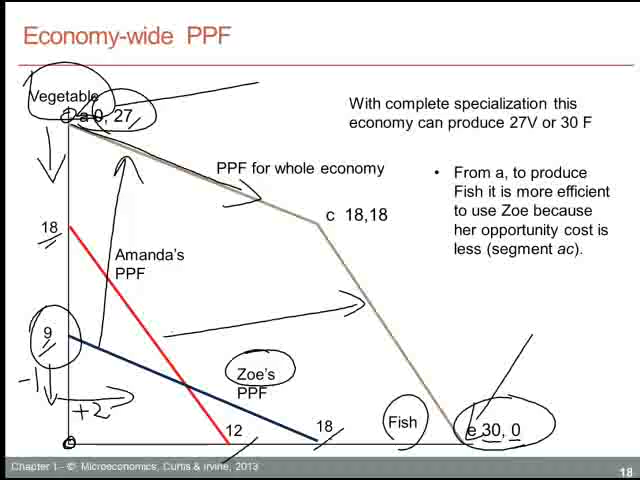 Economy-wide PPF
Vegetable
a 0, 27
With complete specialization this
economy can produce 27V or 30 F
PPF for whole economy
• From a, to produce
Fish it is more efficient
to use Zoe because
her opportunity cost is
less (segment ac).
c 18,18
18
Amanda's
PPF
9
Zoe's
PPF
-1
+2
12
18
Fish
e 30, 0
0
Chapter 1 - © Microeconomics, Curtis & Irvine, 2013
18